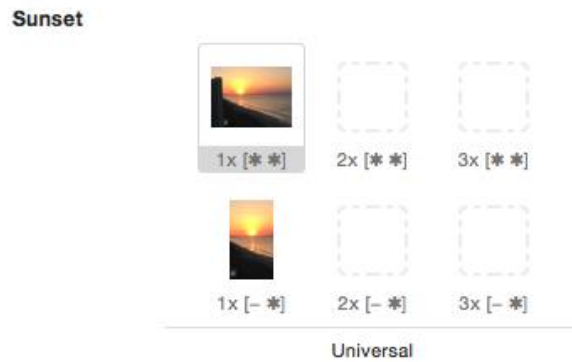 Sunset
1x [✱ ✱] 2x [✱ ✱] 3x [✱ ✱]
1x [– ✱] 2x [– ✱] 3x [– ✱]
Universal